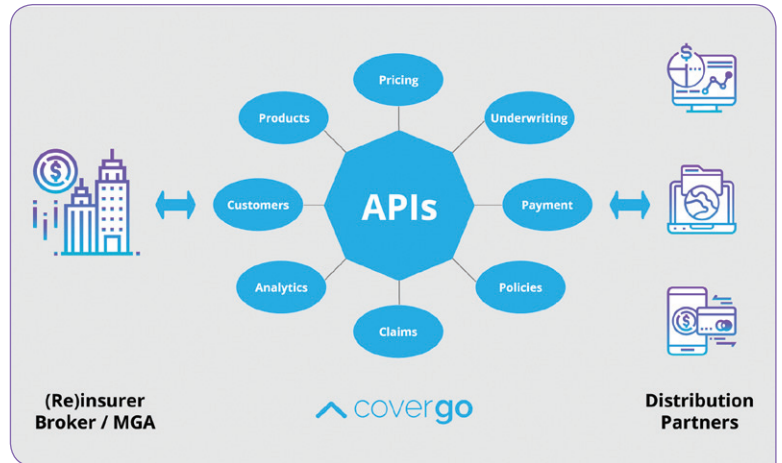 Pricing
Products
Underwriting
Customers
APIs
Payment
Analytics
Policies
Claims
(Re)insurer
Broker / MGA
covergo
Distribution
Partners